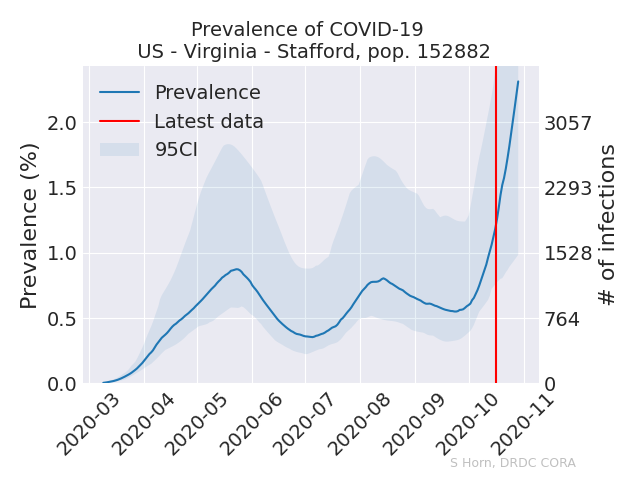 Prevalence of COVID-19
US - Virginia - Stafford, pop. 152882
Prevalence
Latest data
95CI
Prevalence (%)
2.0
1.5
1.0
0.5
0.0
3057
2293
1528
764
0
# of infections
2020-03
2020-04
2020-05
2020-06
2020-07
2020-08
2020-09
2020-10
2020-11
S Horn, DRDC CORA